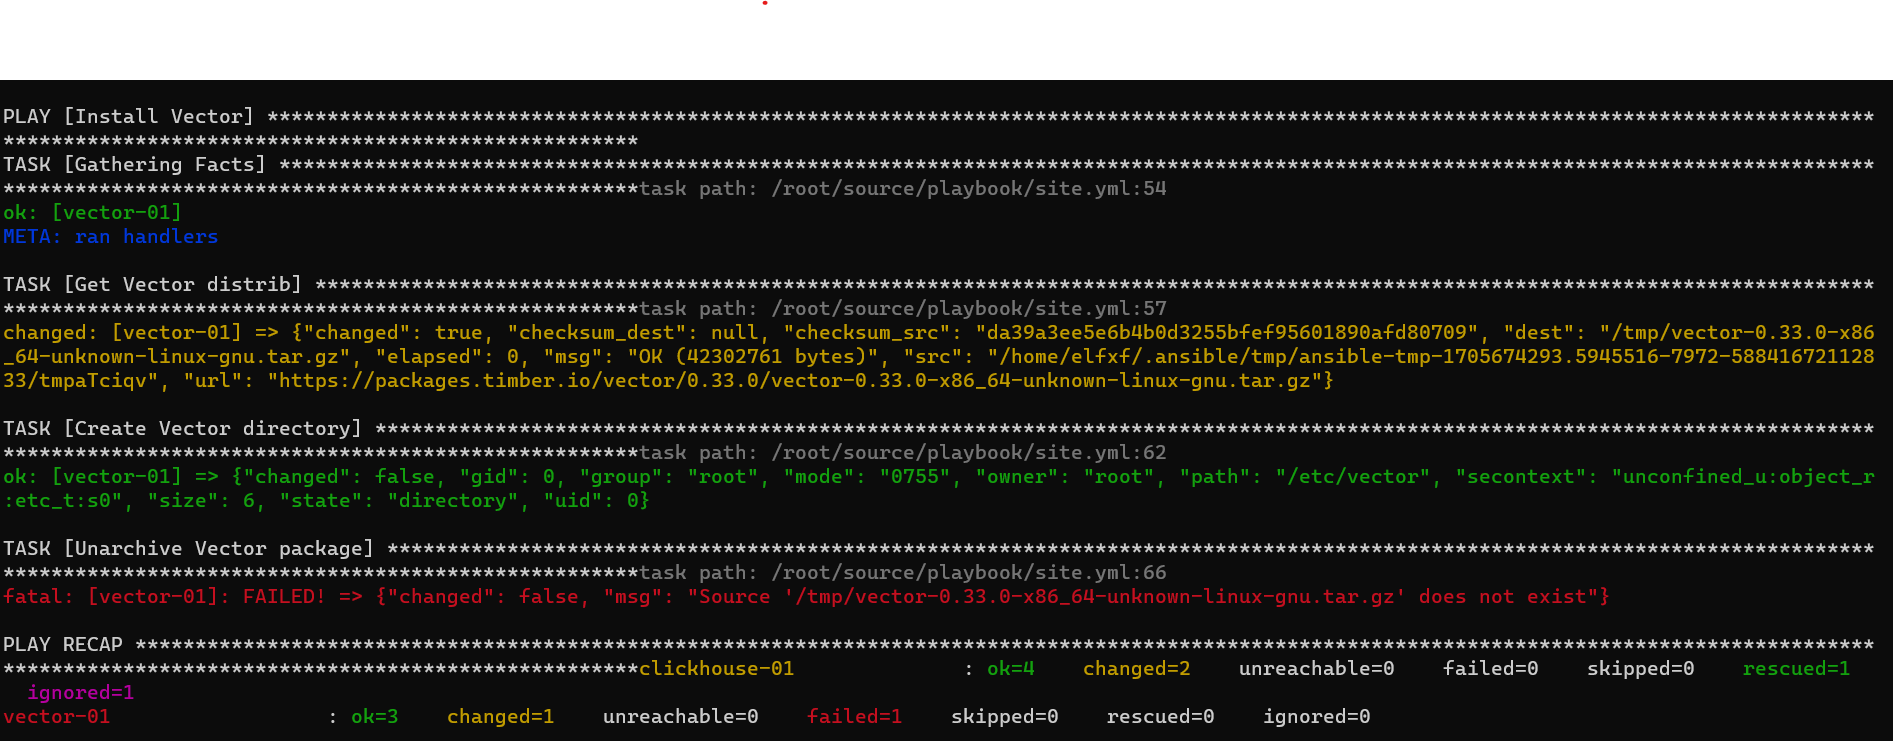 PLAY [Install Vector] **************************************************************************************************************************************
*****************************************************
TASK [Gathering Facts] *************************************************************************************************************************************
*****************************************************task path: /root/source/playbook/site.yml:54
ok: [vector-01]
META: ran handlers
TASK [Get Vector distrib] **********************************************************************************************************************************
*****************************************************task path: /root/source/playbook/site.yml:57
changed: [vector-01] => {"changed": true, "checksum_dest": null, "checksum_src": "da39a3ee5e6b4b0d3255bfef95601890afd80709", "dest": "/tmp/vector-0.33.0-x86
_64-unknown-linux-gnu.tar.gz", "elapsed": 0, "msg": "OK (42302761 bytes)", "src": "/home/elfxf/.ansible/tmp/ansible-tmp-1705674293.5945516-7972-588416721128
33/tmpaTciqv", "url": "https://packages.timber.io/vector/0.33.0/vector-0.33.0-x86_64-unknown-linux-gnu.tar.gz"}
TASK [Create Vector directory] *****************************************************************************************************************************
*****************************************************task path: /root/source/playbook/site.yml:62
ok: [vector-01] => {"changed": false, "gid": 0, "group": "root", "mode": "0755", "owner": "root", "path": "/etc/vector", "secontext": "unconfined_u:object_r
:etc_t:s0", "size": 6, "state": "directory", "uid": 0}
TASK [Unarchive Vector package] ****************************************************************************************************************************
*****************************************************task path: /root/source/playbook/site.yml:66
fatal: [vector-01]: FAILED! => {"changed": false, "msg": "Source '/tmp/vector-0.33.0-x86_64-unknown-linux-gnu.tar.gz' does not exist"}
PLAY RECAP *************************************************************************************************************************************************
*****************************************************clickhouse-01              : ok=4    changed=2    unreachable=0    failed=0    skipped=0    rescued=1
  ignored=1
vector-01                  : ok=3    changed=1    unreachable=0    failed=1    skipped=0    rescued=0    ignored=0